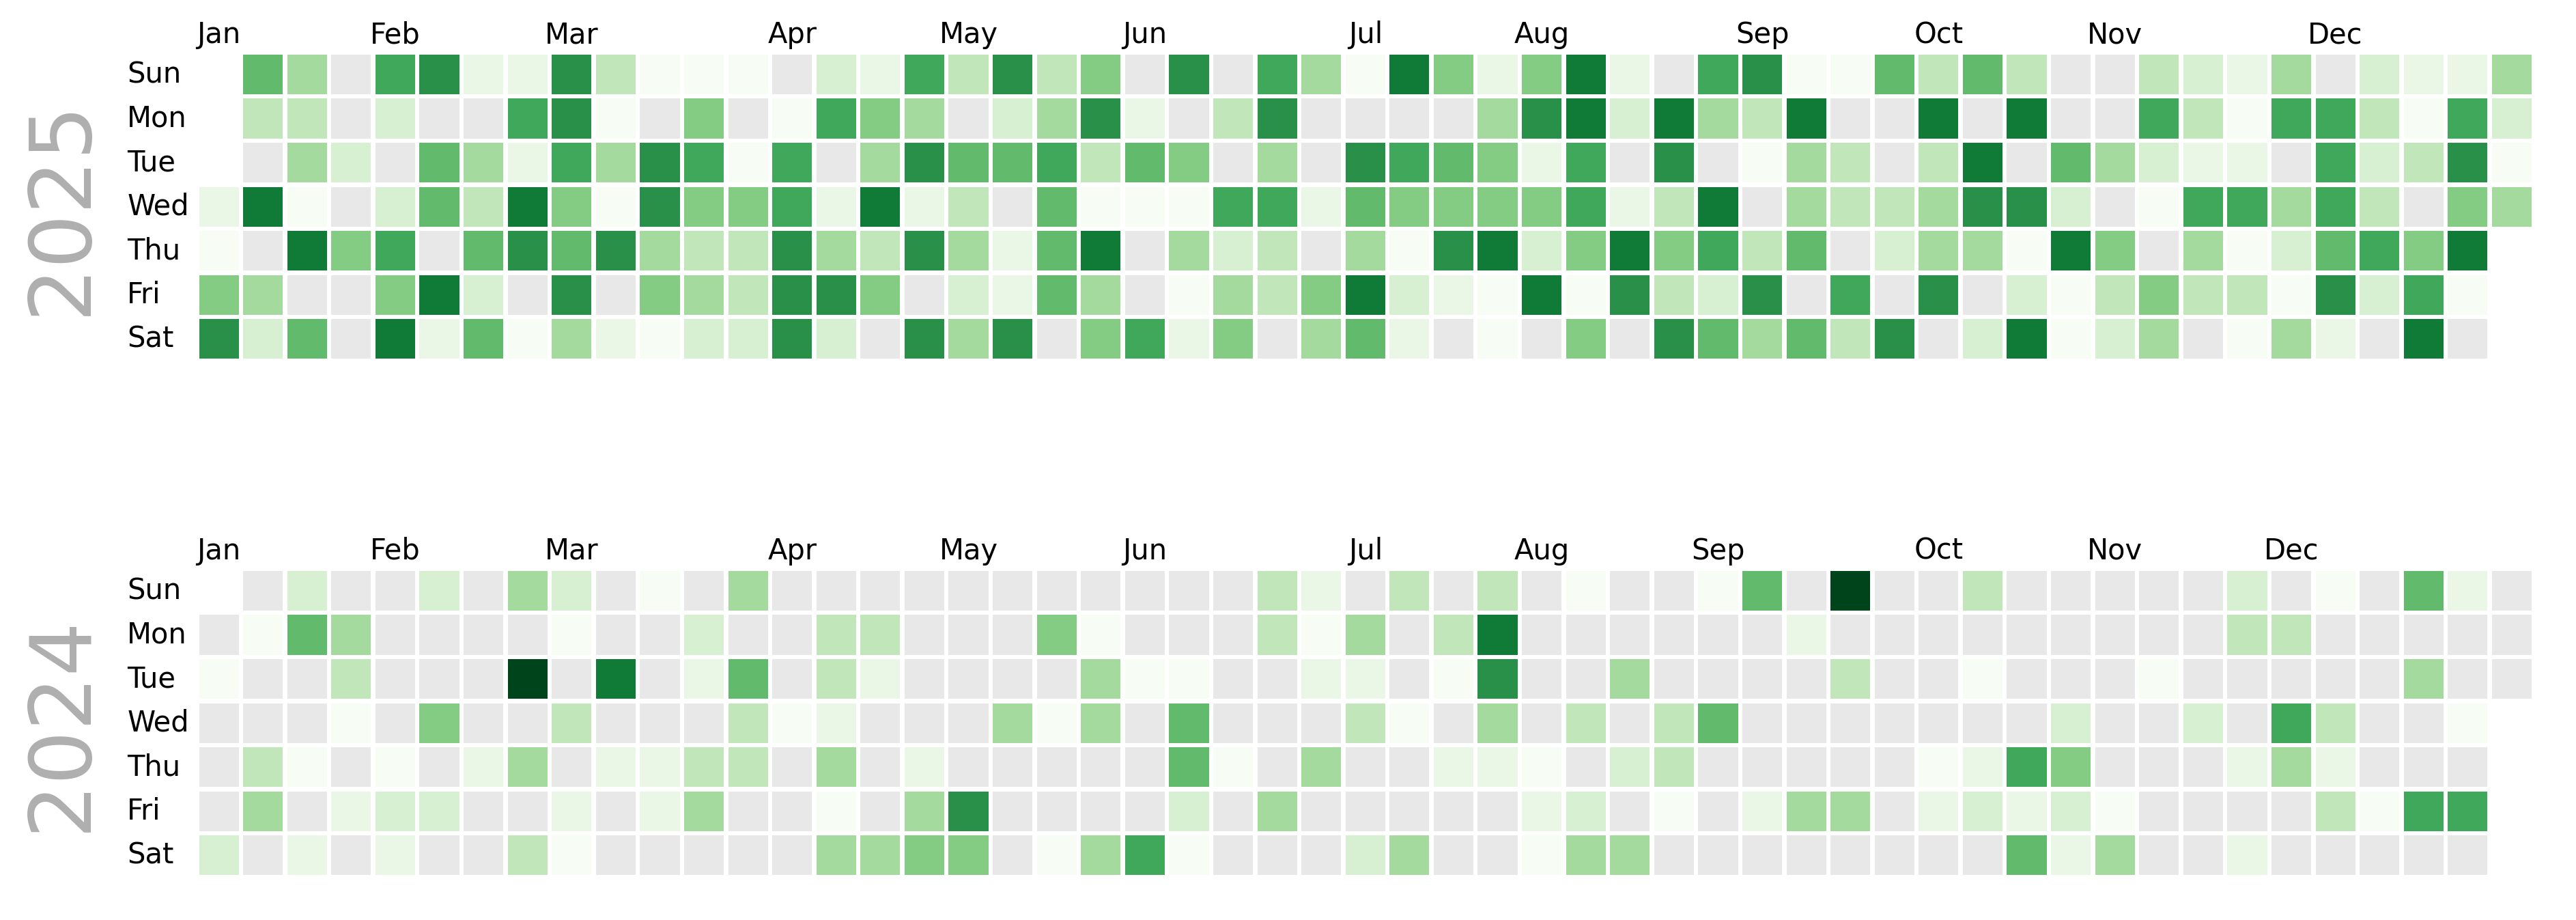 Jan Feb Mar Apr May Jun Jul Aug Sep Oct Nov Dec
2025
Sun
Mon
Tue
Wed
Thu
Fri
Sat
Jan Feb Mar Apr May Jun Jul Aug Sep Oct Nov Dec
2024
Sun
Mon
Tue
Wed
Thu
Fri
Sat